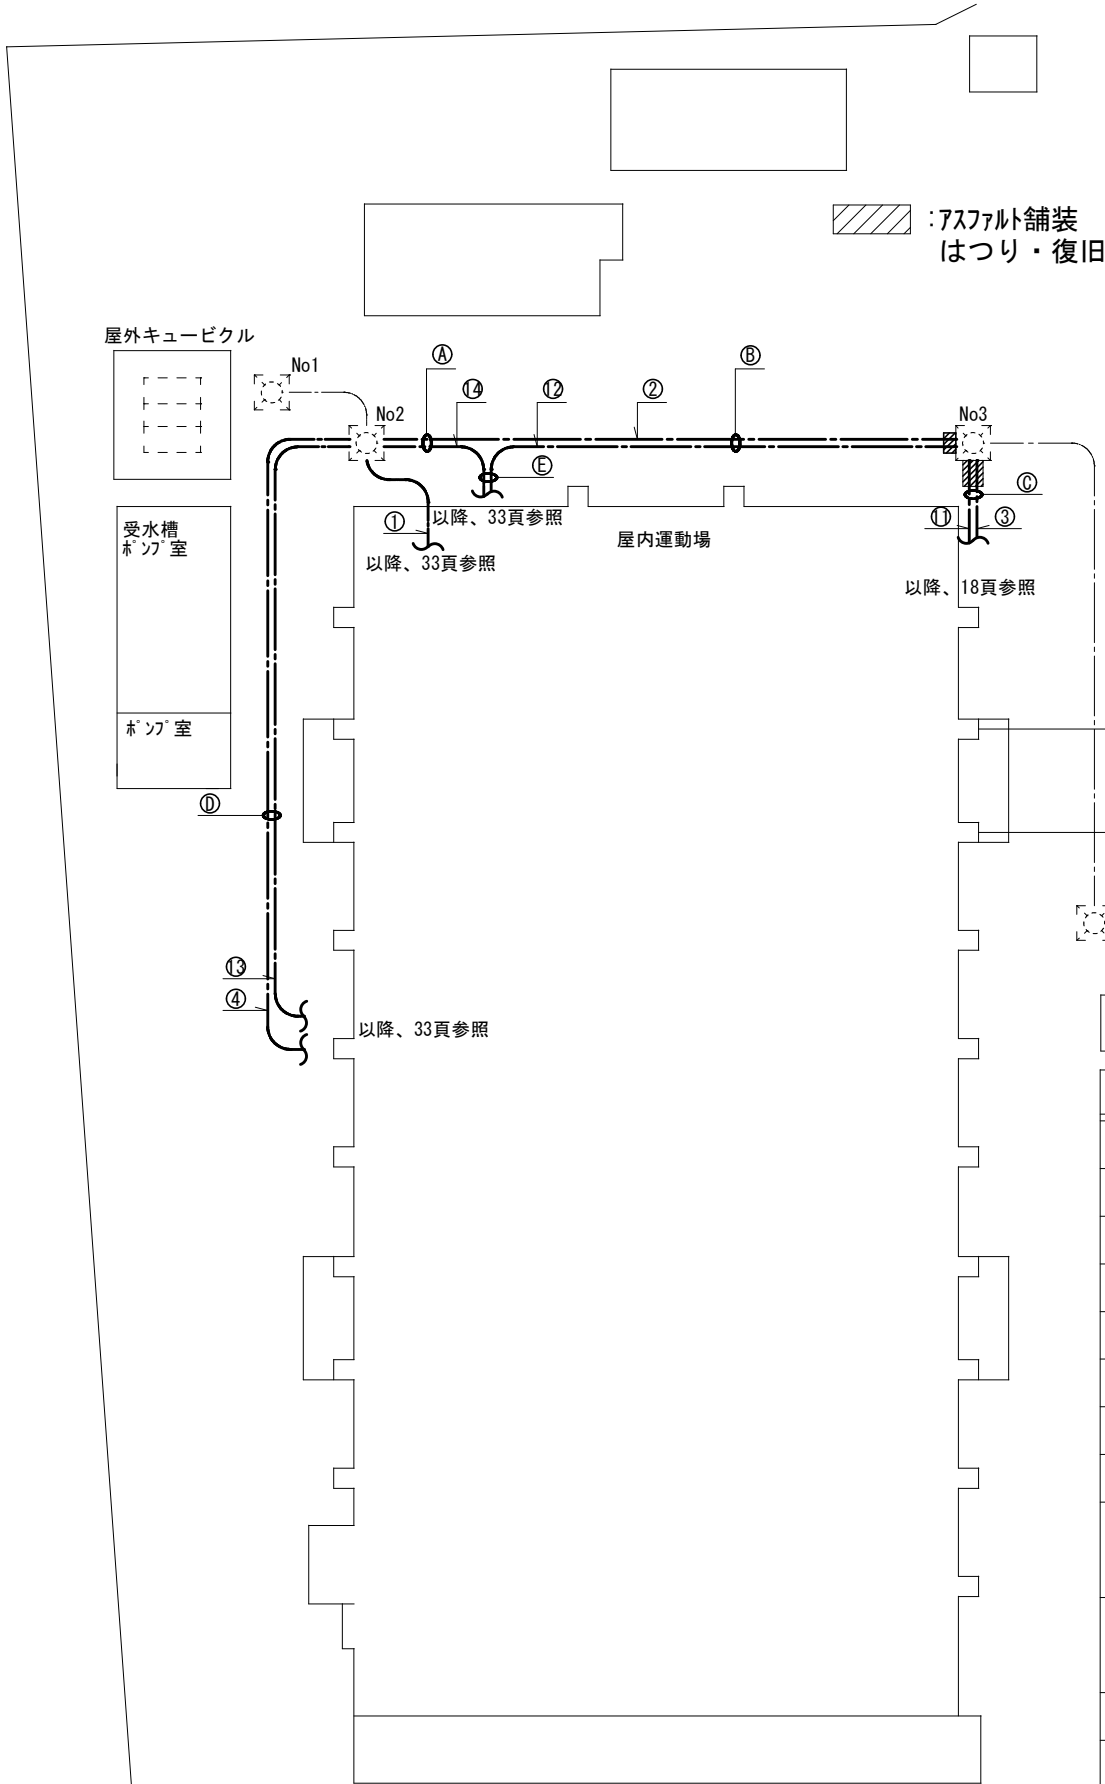 :ｱｽﾌｧﾙﾄ舗装
はつり・復旧
屋外キュービクル
No1
Ⓐ
Ⓑ
⑭
⑫
②
No2
No3
Ⓔ
Ⓒ
①
以降、33頁参照
⑪
③
受水槽
ﾎﾟﾝﾌﾟ室
屋内運動場
以降、33頁参照
以降、18頁参照
ﾎﾟﾝﾌﾟ室
Ⓓ
⑬
④
以降、33頁参照